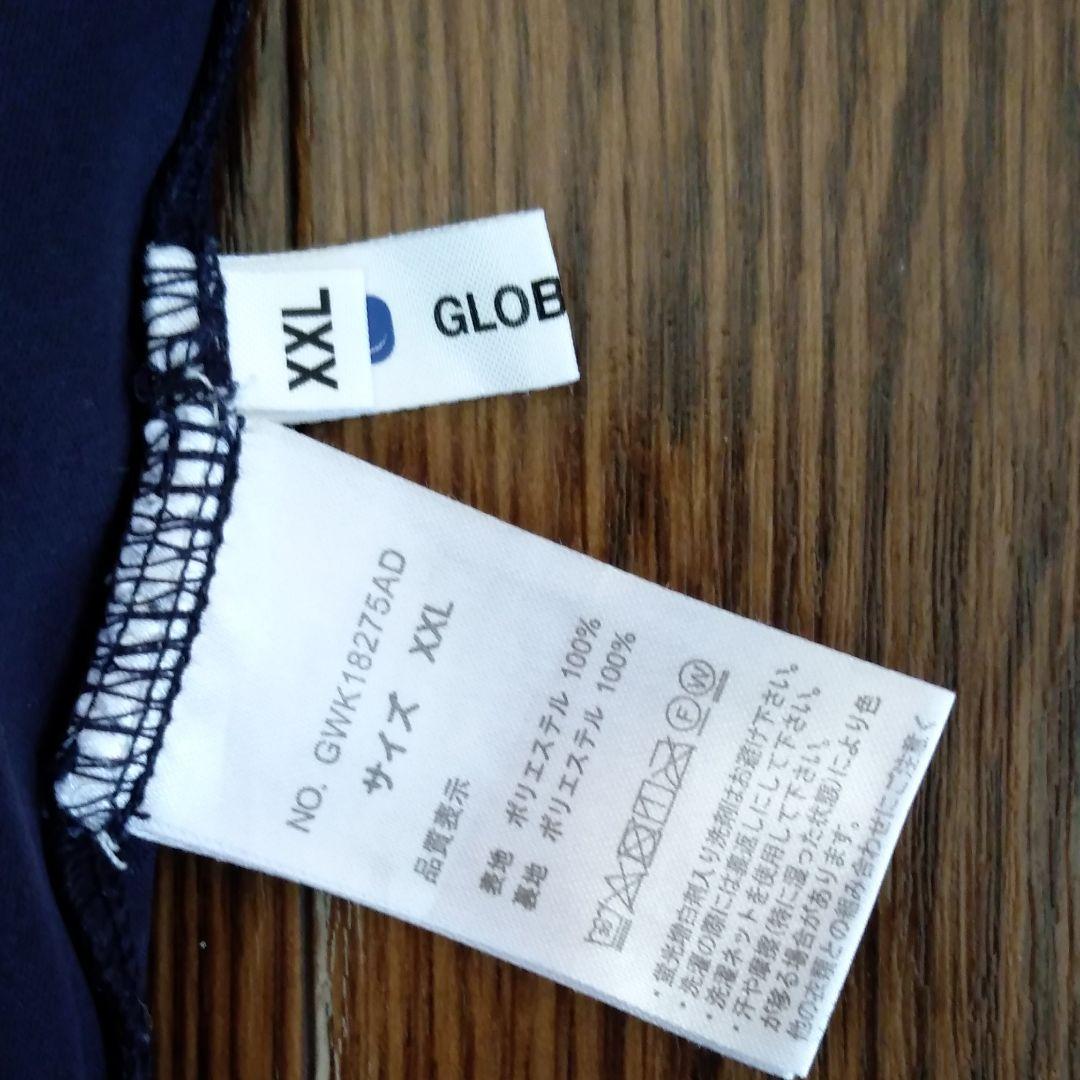 XXL
GLOB
NO. GWK18275AD
サイズ XXL
品質表示
表地 ポリエステル 100%
裏地 ポリエステル 100%
F W
・蛍光増白剤入り洗剤はお避け下さい。
・洗濯の際には裏返しにして下さい。
・洗濯ネットを使用して下さい。
・汗や摩擦(特に湿った状態)により色
が移る場合があります。
他の衣類との組み合わせにご注意く